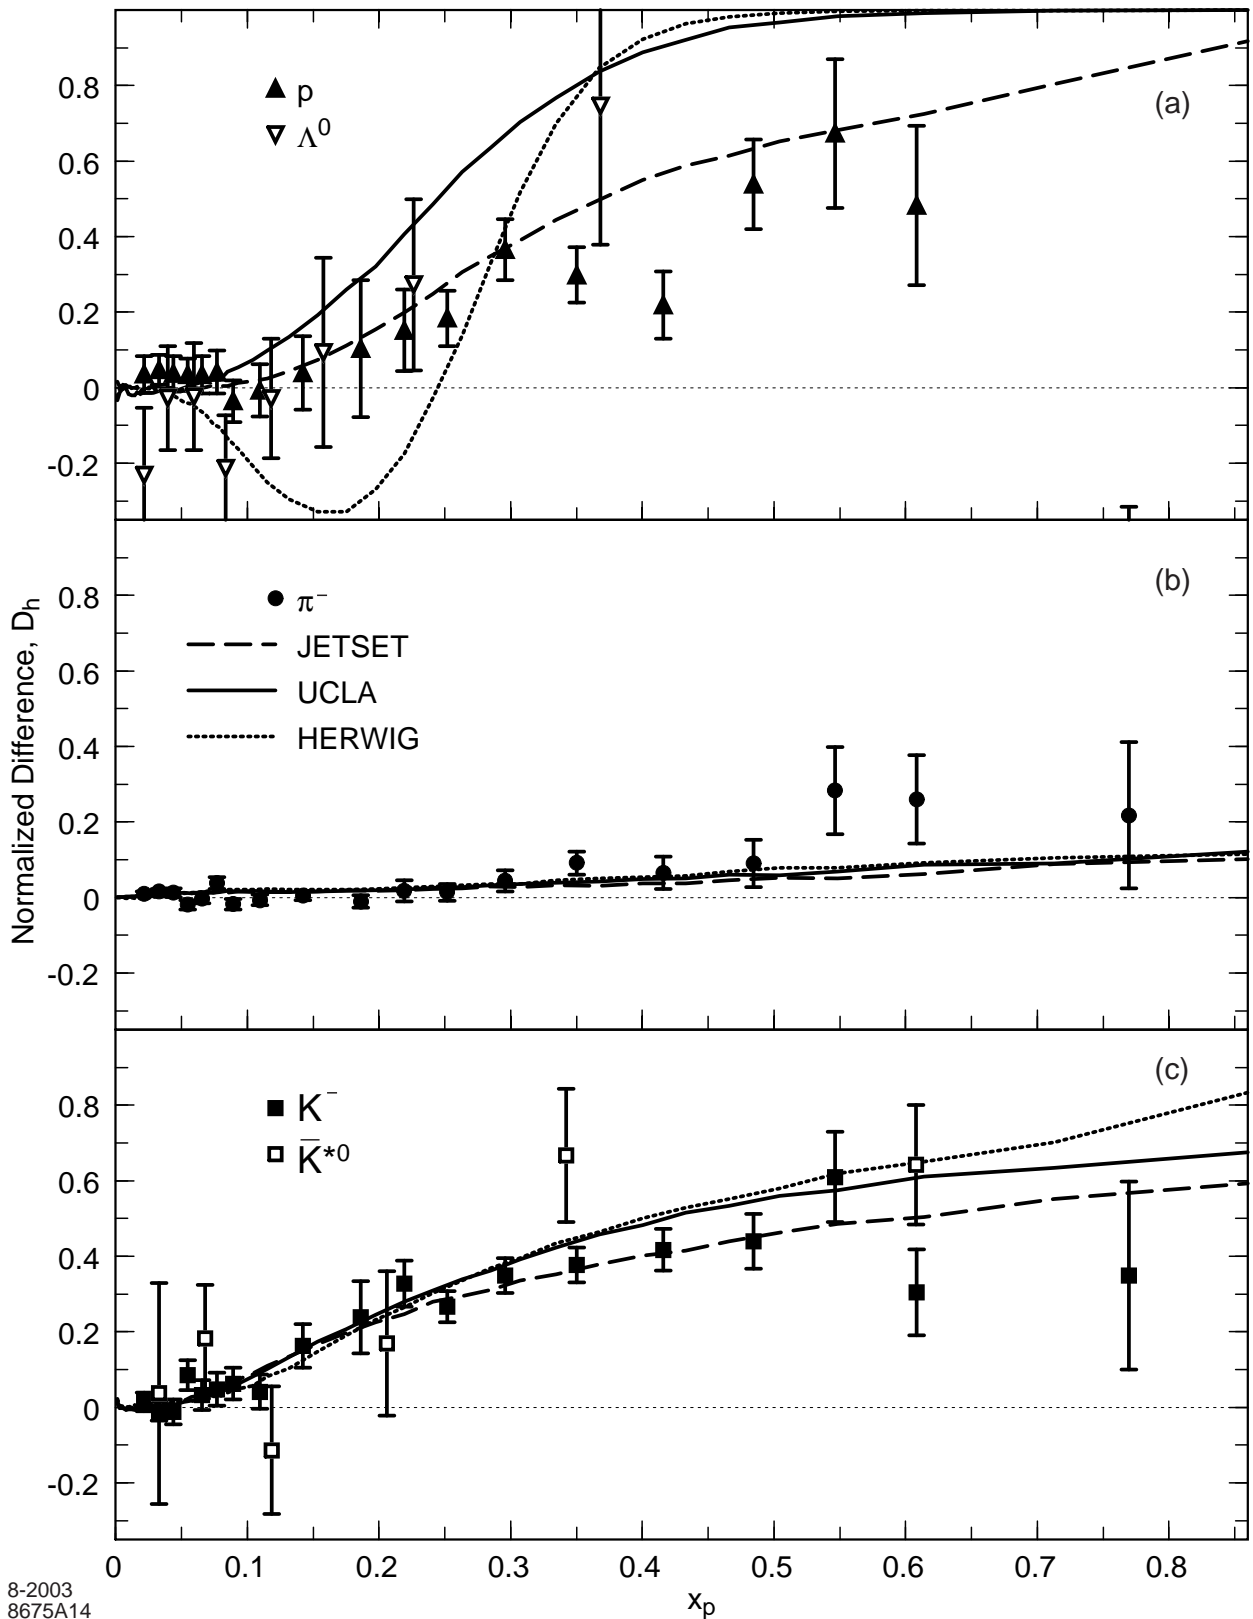 0.8
0.6
0.4
0.2
0
-0.2
p
Λ⁰
(a)
Normalized Difference, Dₕ
0.8
0.6
0.4
0.2
0
-0.2
π⁻
JETSET
UCLA
HERWIG
(b)
0.8
0.6
0.4
0.2
0
-0.2
K⁻
K̅*⁰
(c)
0 0.1 0.2 0.3 0.4 0.5 0.6 0.7 0.8
xₚ
8-2003
8675A14